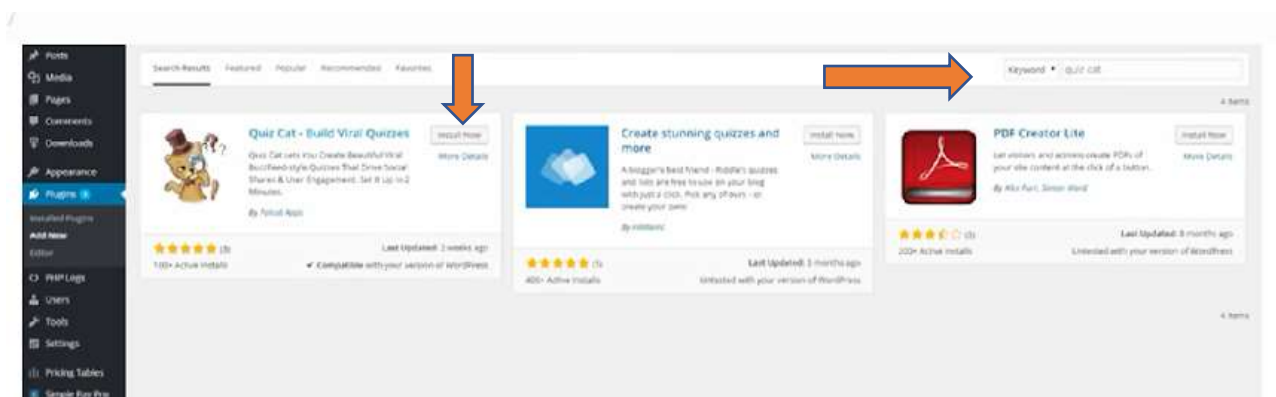 Posts
Media
Pages
Comments
Downloads
Appearance
Plugins
Installed Plugins
Add New
Editor
PHP Logs
Users
Tools
Settings
Pricing Tables
Simple Pay Pro
Search Results Featured Popular Recommended Favorites
Keyword quiz cat
4 items
Quiz Cat - Build Viral Quizzes
Install Now
More Details
Quiz Cat Lets You Create Beautiful Viral
Buzzfeed-style Quizzes That Drive Social
Shares & User Engagement. Set It Up In 2
Minutes.
By Fatcat Apps
Last Updated: 2 weeks ago
100+ Active Installs
✔ Compatible with your version of WordPress
Create stunning quizzes and
more
Install Now
More Details
A blogger's best friend - Riddle's quizzes
and lists are free to use on your blog
with just a click. Pick any of ours - or
create your own!
By
Last Updated: 3 months ago
400+ Active Installs
Untested with your version of WordPress
PDF Creator Lite
Install Now
More Details
Let visitors and admins create PDFs of
your site content at the click of a button.
By Alex Furr, Simon Ward
Last Updated: 8 months ago
200+ Active Installs
Untested with your version of WordPress
4 items